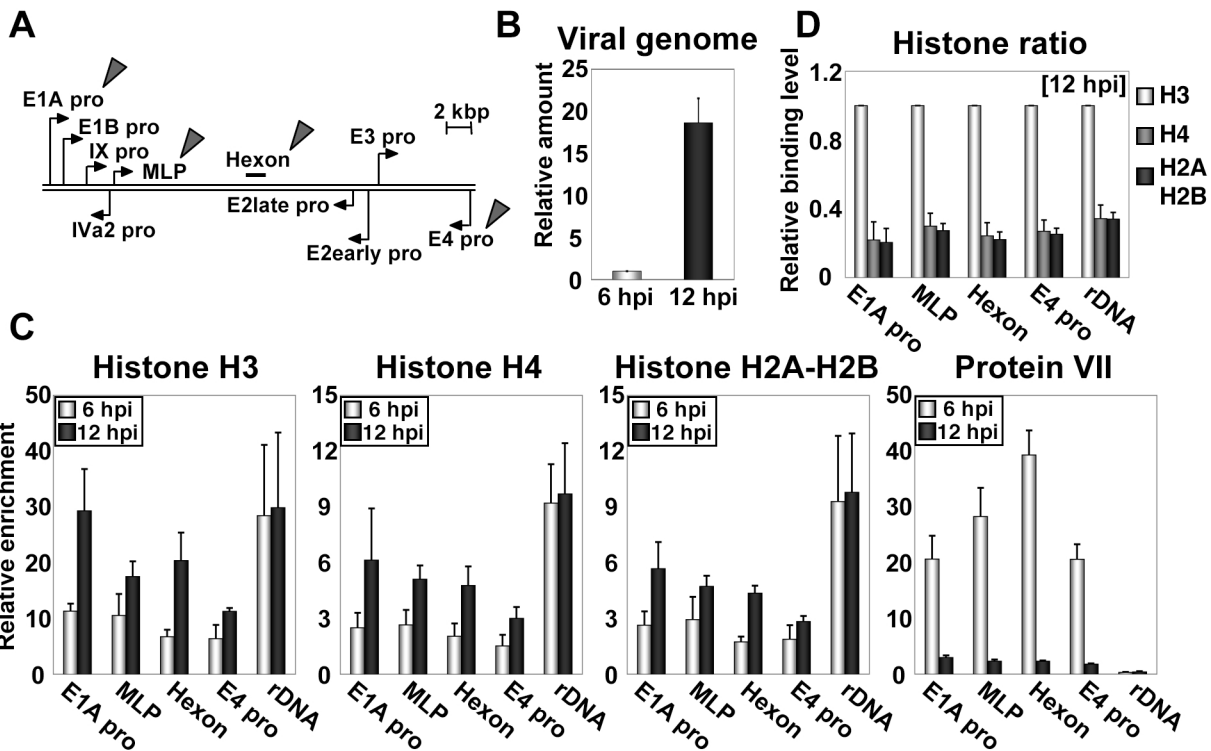 A
E1A pro
E1B pro
IX pro
MLP
Hexon
E3 pro
2 kbp
IVa2 pro
E2late pro
E2early pro
E4 pro
B
Viral genome
Relative amount
25
20
15
10
5
0
6 hpi
12 hpi
D
Histone ratio
[12 hpi]
Relative binding level
1.2
0.8
0.4
0
E1A pro
MLP
Hexon
E4 pro
rDNA
H3
H4
H2A
H2B
C
Histone H3
Relative enrichment
50
40
30
20
10
0
6 hpi
12 hpi
E1A pro
MLP
Hexon
E4 pro
rDNA
Histone H4
15
12
9
6
3
0
6 hpi
12 hpi
E1A pro
MLP
Hexon
E4 pro
rDNA
Histone H2A-H2B
15
12
9
6
3
0
6 hpi
12 hpi
E1A pro
MLP
Hexon
E4 pro
rDNA
Protein VII
50
40
30
20
10
0
6 hpi
12 hpi
E1A pro
MLP
Hexon
E4 pro
rDNA